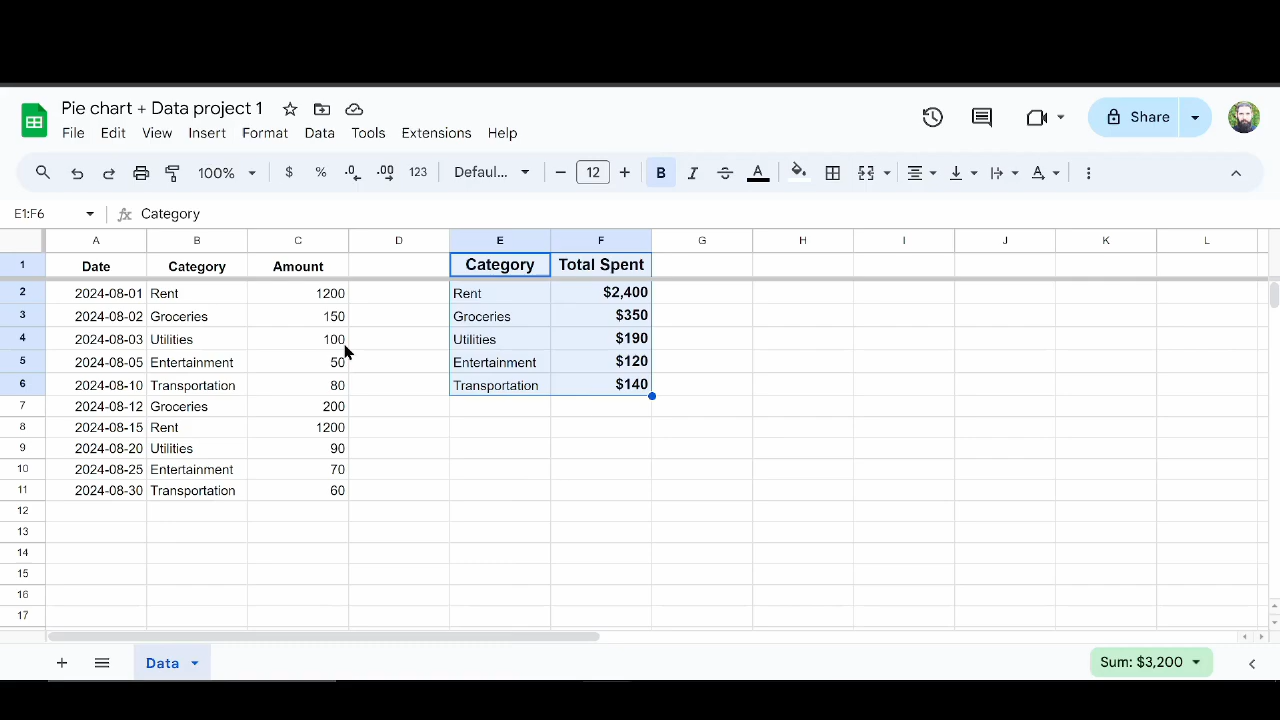 Pie chart + Data project 1
File Edit View Insert Format Data Tools Extensions Help
Share
100% $ % .0 .00 123 Defaul... 12 B I S A A
E1:F6 fx Category
A B C D E F G H I J K L
1 Date Category Amount Category Total Spent
2 2024-08-01 Rent 1200 Rent $2,400
3 2024-08-02 Groceries 150 Groceries $350
4 2024-08-03 Utilities 100 Utilities $190
5 2024-08-05 Entertainment 50 Entertainment $120
6 2024-08-10 Transportation 80 Transportation $140
7 2024-08-12 Groceries 200
8 2024-08-15 Rent 1200
9 2024-08-20 Utilities 90
10 2024-08-25 Entertainment 70
11 2024-08-30 Transportation 60
12
13
14
15
16
17
Data Sum: $3,200